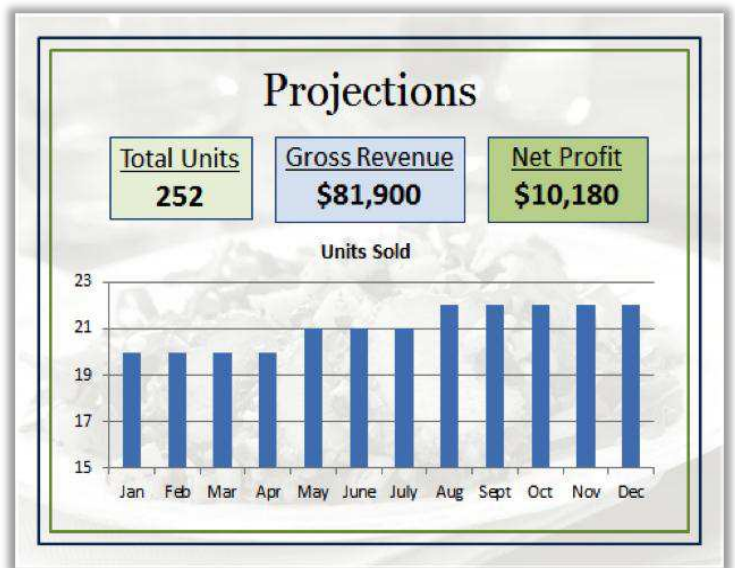 Projections
Total Units
252
Gross Revenue
$81,900
Net Profit
$10,180
Units Sold
23
21
19
17
15
Jan Feb Mar Apr May June July Aug Sept Oct Nov Dec